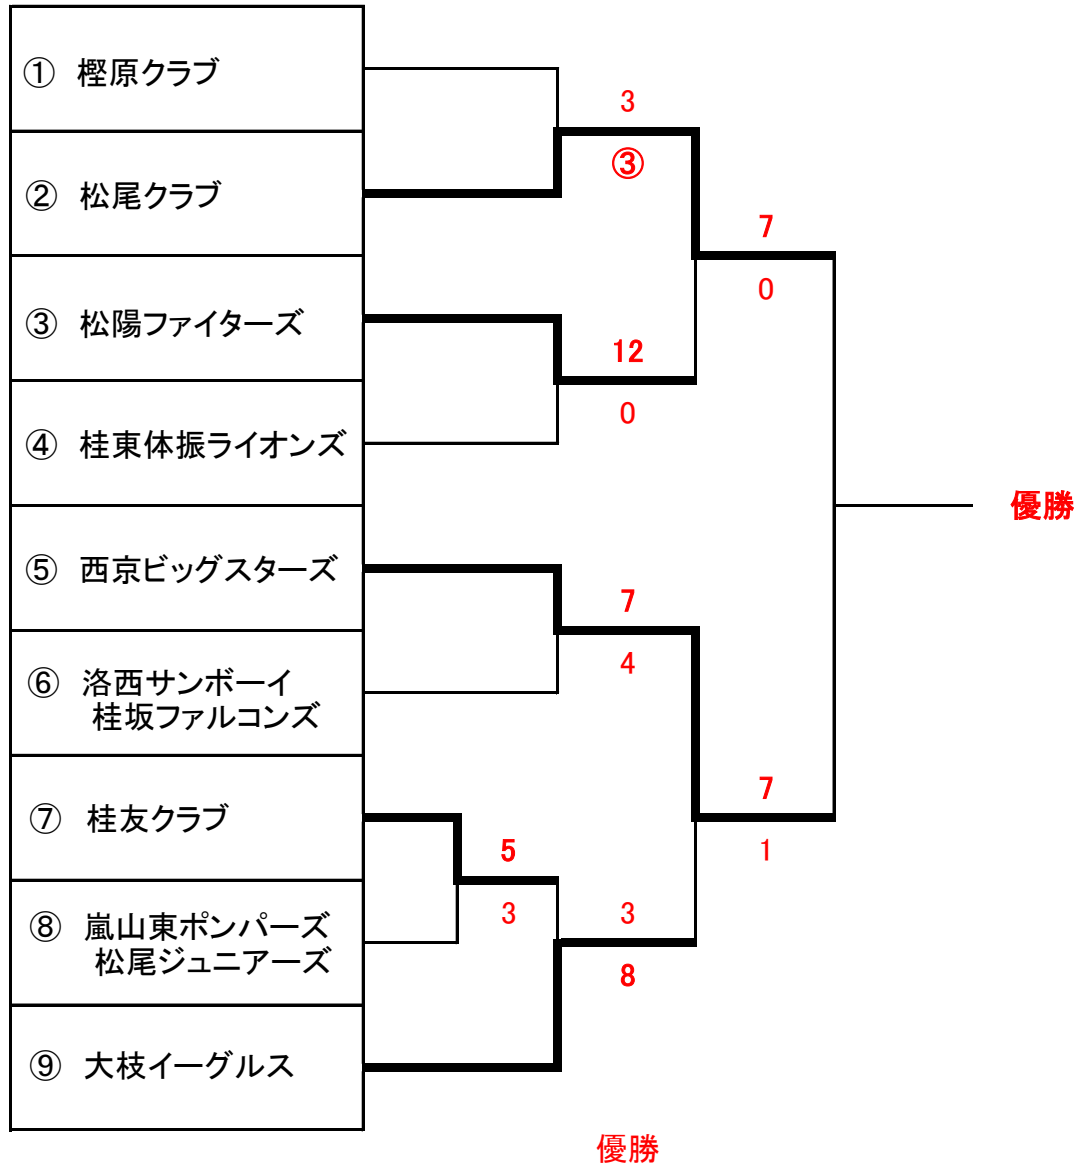 ① 樫原クラブ
② 松尾クラブ
③ 松陽ファイターズ
④ 桂東体振ライオンズ
⑤ 西京ビッグスターズ
⑥ 洛西サンボーイ
桂坂ファルコンズ
⑦ 桂友クラブ
⑧ 嵐山東ポンパーズ
松尾ジュニアーズ
⑨ 大枝イーグルス
5
3
3
③
12
0
7
4
3
8
7
0
7
1
優勝
優勝